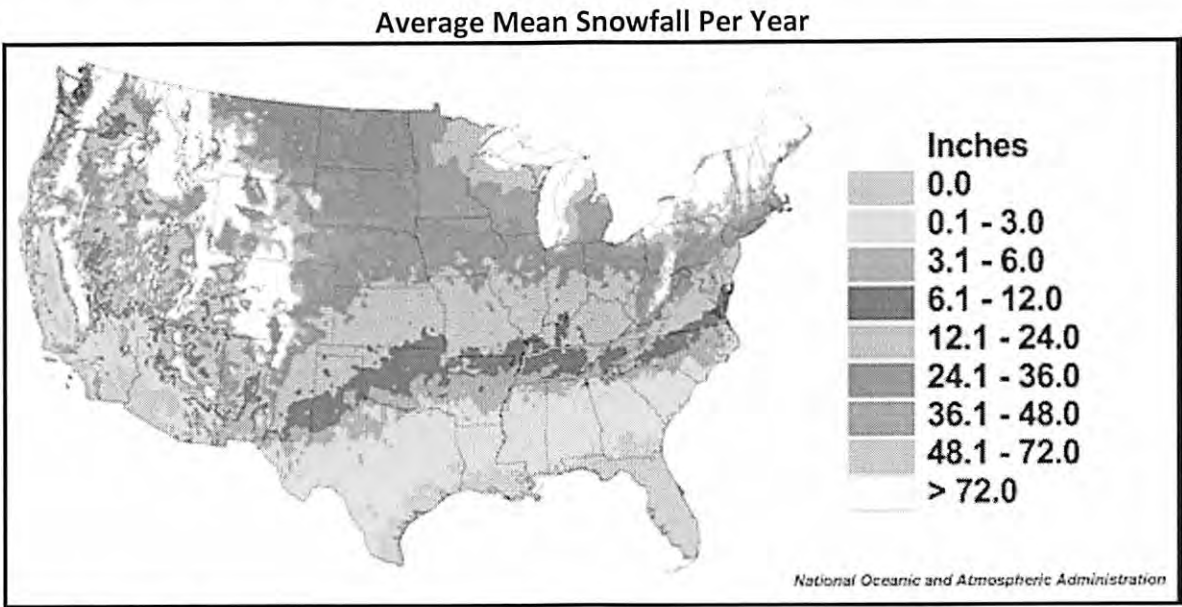 Average Mean Snowfall Per Year
Inches
0.0
0.1 - 3.0
3.1 - 6.0
6.1 - 12.0
12.1 - 24.0
24.1 - 36.0
36.1 - 48.0
48.1 - 72.0
> 72.0
National Oceanic and Atmospheric Administration